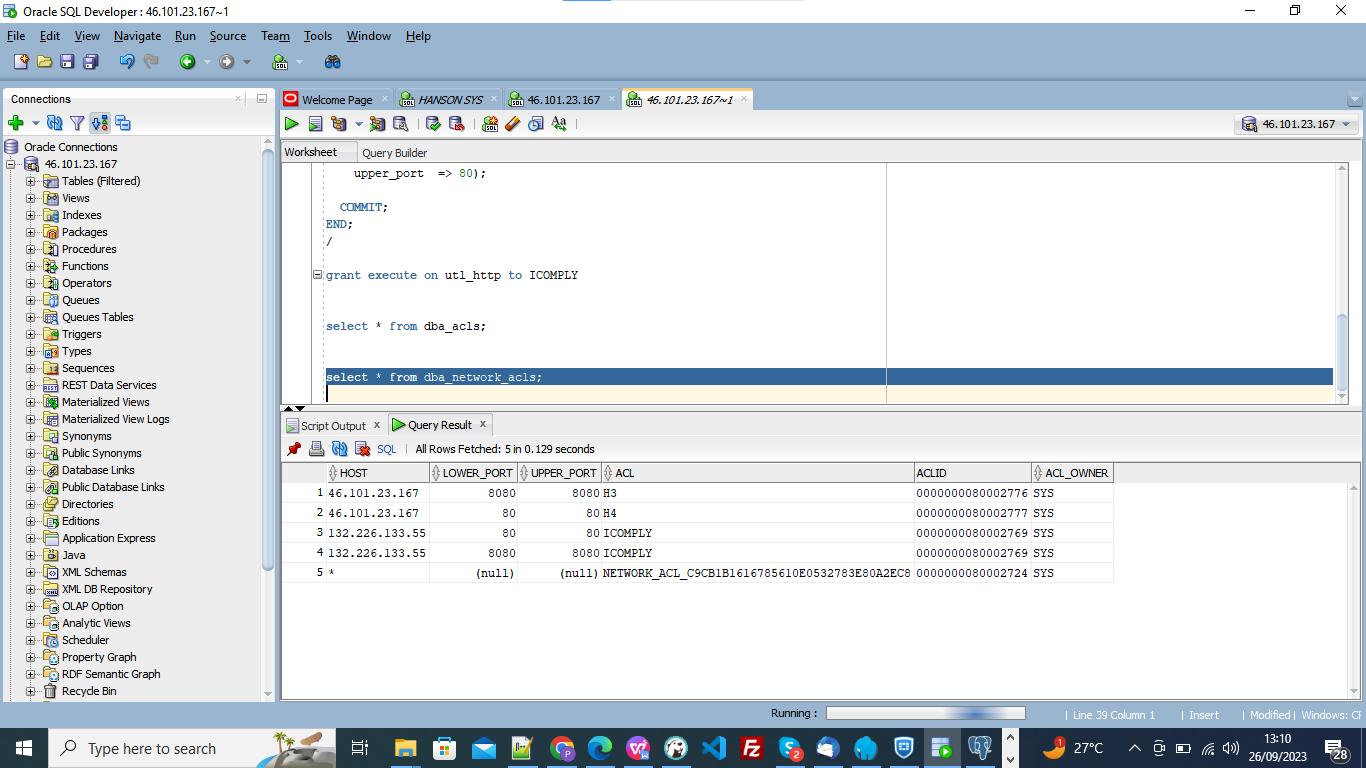 Oracle SQL Developer : 46.101.23.167~1
File Edit View Navigate Run Source Team Tools Window Help
Connections
Welcome Page
HANSON SYS
46.101.23.167
46.101.23.167~1
46.101.23.167
Worksheet
Query Builder
Oracle Connections
46.101.23.167
Tables (Filtered)
Views
Indexes
Packages
Procedures
Functions
Operators
Queues
Queues Tables
Triggers
Types
Sequences
REST Data Services
Materialized Views
Materialized View Logs
Synonyms
Public Synonyms
Database Links
Public Database Links
Directories
Editions
Application Express
Java
XML Schemas
XML DB Repository
OLAP Option
Analytic Views
Scheduler
Property Graph
RDF Semantic Graph
Recycle Bin
upper_port => 80);
COMMIT;
END;
/
grant execute on utl_http to ICOMPLY
select * from dba_acls;
select * from dba_network_acls;
Script Output x
Query Result x
SQL | All Rows Fetched: 5 in 0.129 seconds
HOST LOWER_PORT UPPER_PORT ACL ACLID ACL_OWNER
1 46.101.23.167 8080 8080 H3 0000000080002776 SYS
2 46.101.23.167 80 80 H4 0000000080002777 SYS
3 132.226.133.55 80 80 ICOMPLY 0000000080002769 SYS
4 132.226.133.55 8080 8080 ICOMPLY 0000000080002769 SYS
5 * (null) (null) NETWORK_ACL_C9CB1B1616785610E0532783E80A2EC8 0000000080002724 SYS
Running :
| Line 39 Column 1 | Insert | Modified | Windows: CF
Type here to search
27°C
13:10
26/09/2023
28